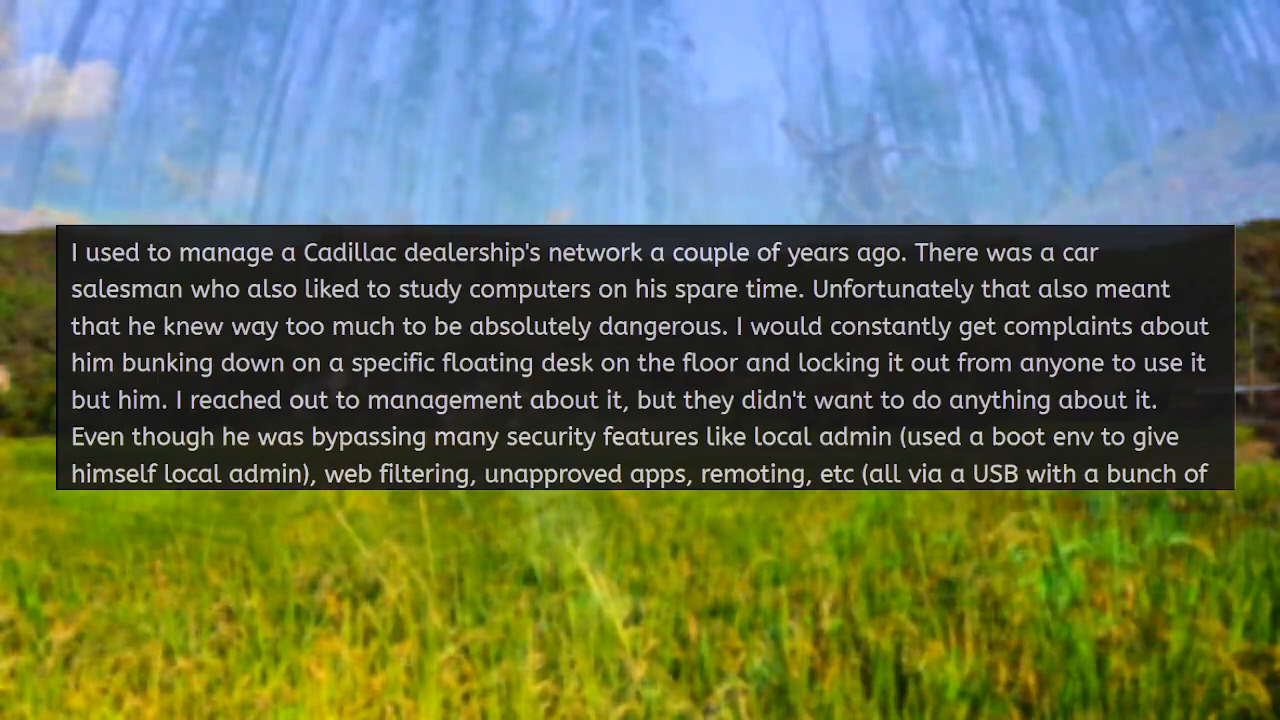 I used to manage a Cadillac dealership's network a couple of years ago. There was a car
salesman who also liked to study computers on his spare time. Unfortunately that also meant
that he knew way too much to be absolutely dangerous. I would constantly get complaints about
him bunking down on a specific floating desk on the floor and locking it out from anyone to use it
but him. I reached out to management about it, but they didn't want to do anything about it.
Even though he was bypassing many security features like local admin (used a boot env to give
himself local admin), web filtering, unapproved apps, remoting, etc (all via a USB with a bunch of